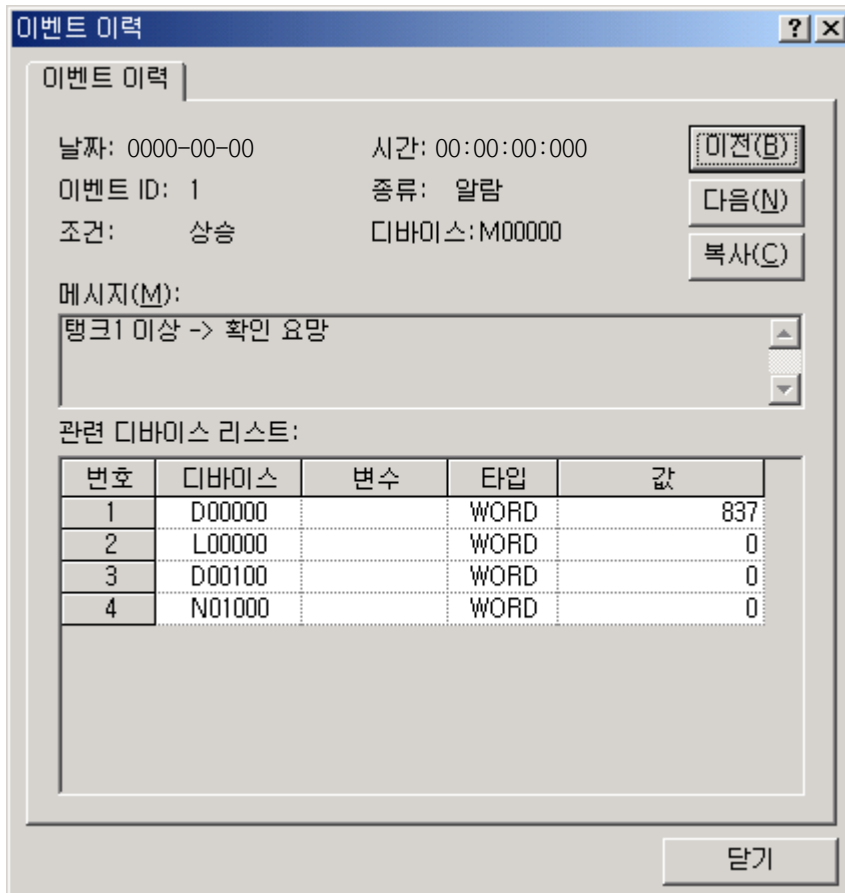 이벤트 이력
이벤트 이력
날짜: 0000-00-00 시간: 00:00:00:000 이전(B)
이벤트 ID: 1 종류: 알람 다음(N)
조건: 상승 디바이스:M00000
복사(C)
메시지(M):
탱크1 이상 -> 확인 요망
관련 디바이스 리스트:
번호 디바이스 변수 타입 값
1 D00000 WORD 837
2 L00000 WORD 0
3 D00100 WORD 0
4 N01000 WORD 0
닫기